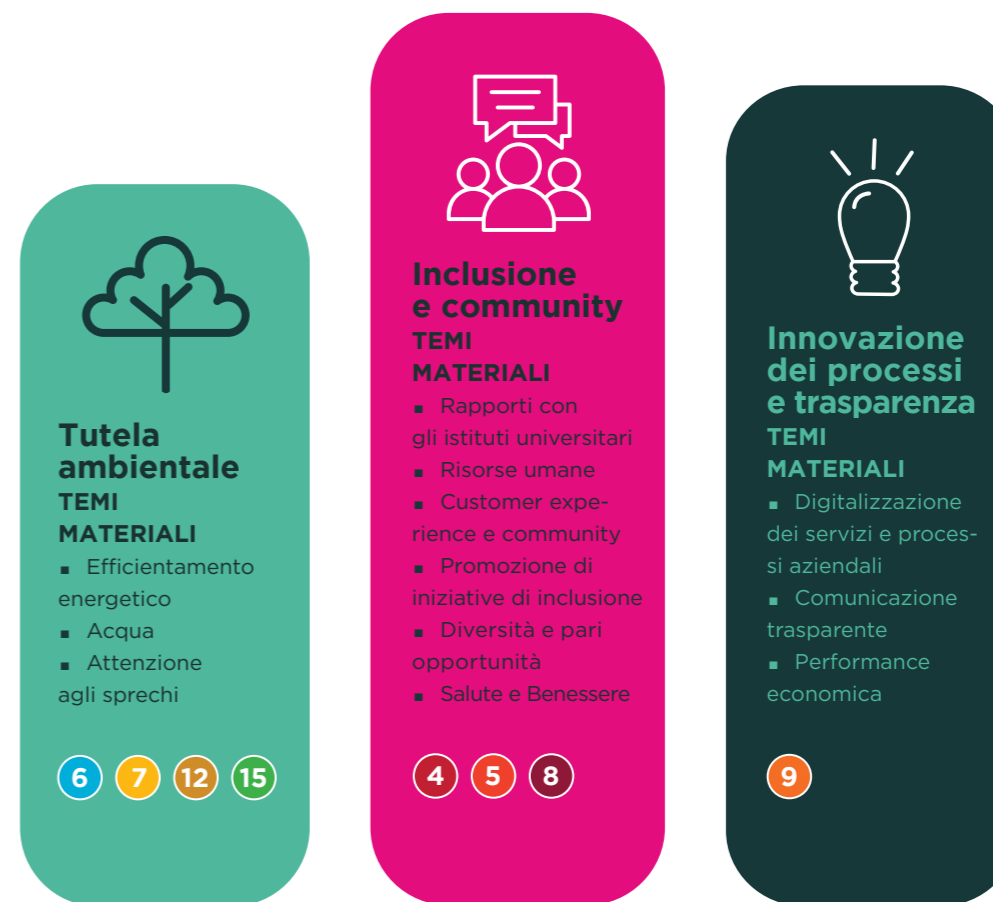 Tutela
ambientale
TEMI
MATERIALI
▪ Efficientamento
energetico
▪ Acqua
▪ Attenzione
agli sprechi
6 7 12 15
Inclusione
e community
TEMI
MATERIALI
▪ Rapporti con
gli istituti universitari
▪ Risorse umane
▪ Customer expe-
rience e community
▪ Promozione di
iniziative di inclusione
▪ Diversità e pari
opportunità
▪ Salute e Benessere
4 5 8
Innovazione
dei processi
e trasparenza
TEMI
MATERIALI
▪ Digitalizzazione
dei servizi e proces-
si aziendali
▪ Comunicazione
trasparente
▪ Performance
economica
9